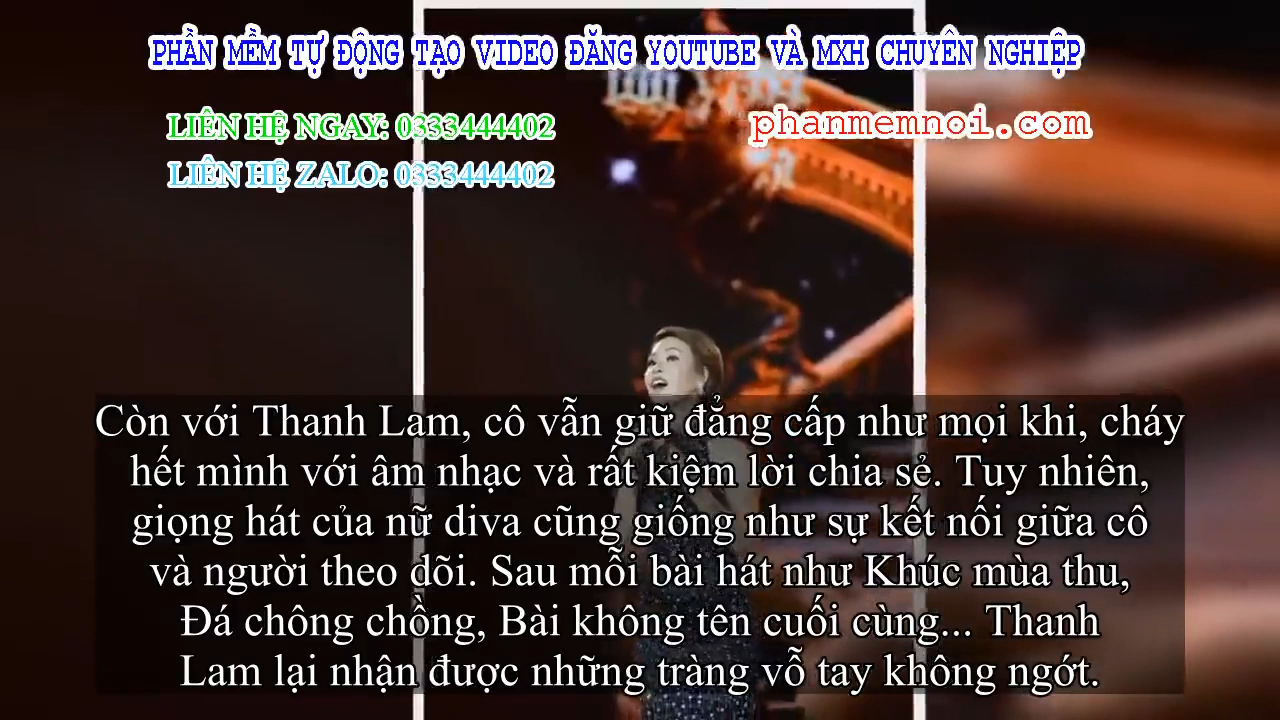 PHẦN MỀM TỰ ĐỘNG TẠO VIDEO ĐĂNG YOUTUBE VÀ MXH CHUYÊN NGHIỆP
LIÊN HỆ NGAY: 0333444402
phanmemnoi.com
LIÊN HỆ ZALO: 0333444402
Còn với Thanh Lam, cô vẫn giữ đẳng cấp như mọi khi, cháy
hết mình với âm nhạc và rất kiệm lời chia sẻ. Tuy nhiên,
giọng hát của nữ diva cũng giống như sự kết nối giữa cô
và người theo dõi. Sau mỗi bài hát như Khúc mùa thu,
Đá chông chồng, Bài không tên cuối cùng... Thanh
Lam lại nhận được những tràng vỗ tay không ngớt.